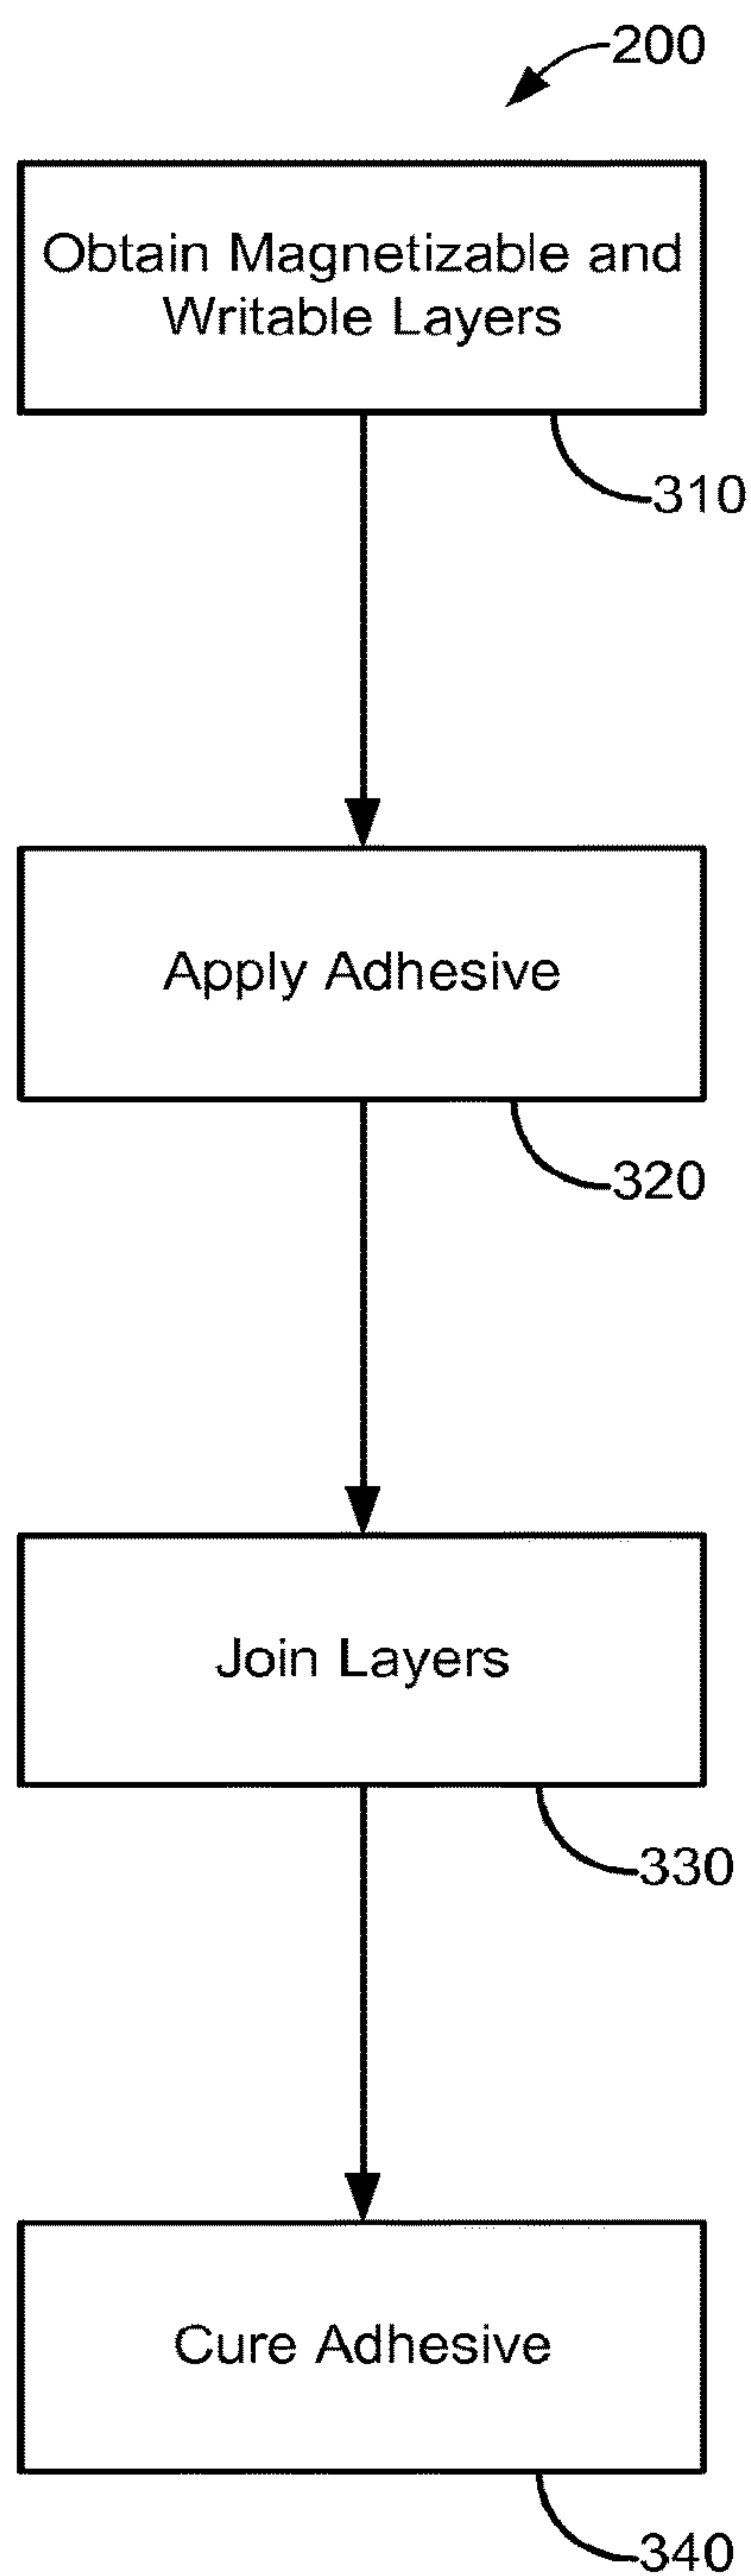 200
Obtain Magnetizable and
Writable Layers
310
Apply Adhesive
320
Join Layers
330
Cure Adhesive
340